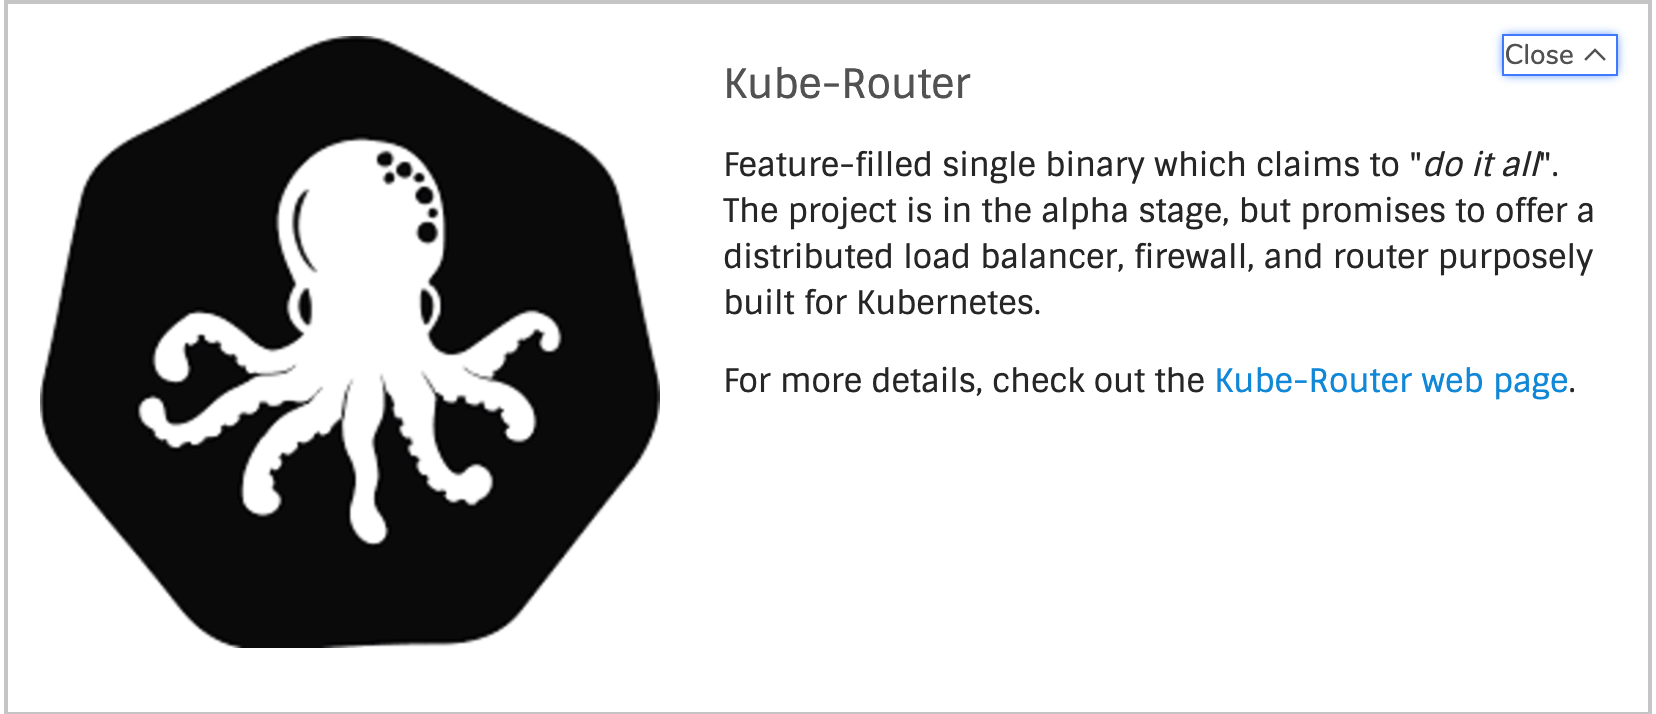 Close
Kube-Router
Feature-filled single binary which claims to "do it all".
The project is in the alpha stage, but promises to offer a
distributed load balancer, firewall, and router purposely
built for Kubernetes.
For more details, check out the Kube-Router web page.